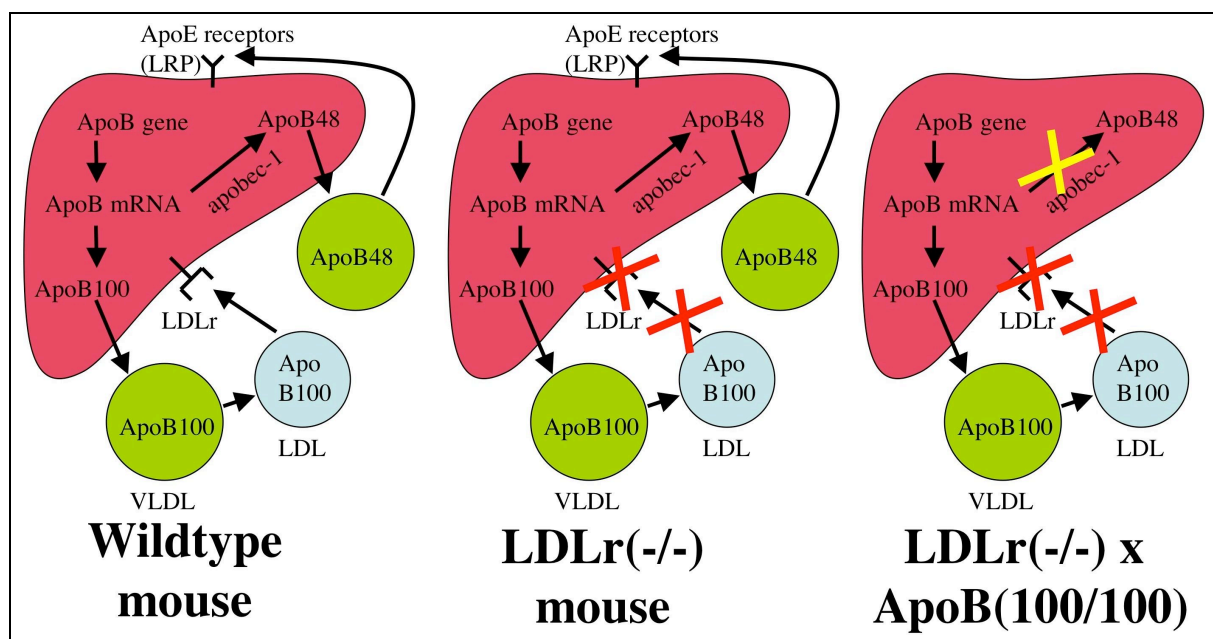 ApoE receptors
(LRP)
ApoB gene
ApoB48
apobec-1
ApoB mRNA
ApoB48
ApoB100
LDLr
Apo
B100
ApoB100
LDL
VLDL
Wildtype
mouse
ApoE receptors
(LRP)
ApoB gene
ApoB48
apobec-1
ApoB mRNA
ApoB48
ApoB100
LDLr
Apo
B100
ApoB100
LDL
VLDL
LDLr(-/-)
mouse
ApoB gene
ApoB48
apobec-1
ApoB mRNA
ApoB100
LDLr
Apo
B100
ApoB100
LDL
VLDL
LDLr(-/-) x
ApoB(100/100)